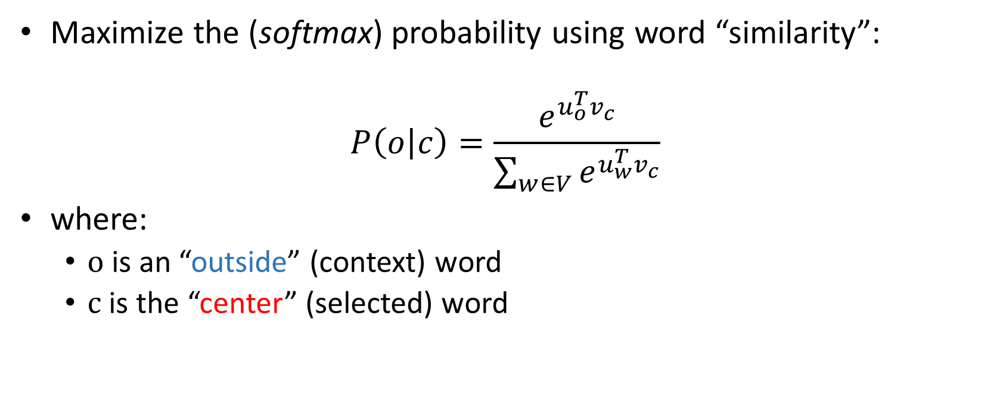 • Maximize the (softmax) probability using word “similarity”:
P(o|c) = \frac{e^{u_o^T v_c}}{\sum_{w∈V} e^{u_w^T v_c}}
• where:
• o is an “outside” (context) word
• c is the “center” (selected) word